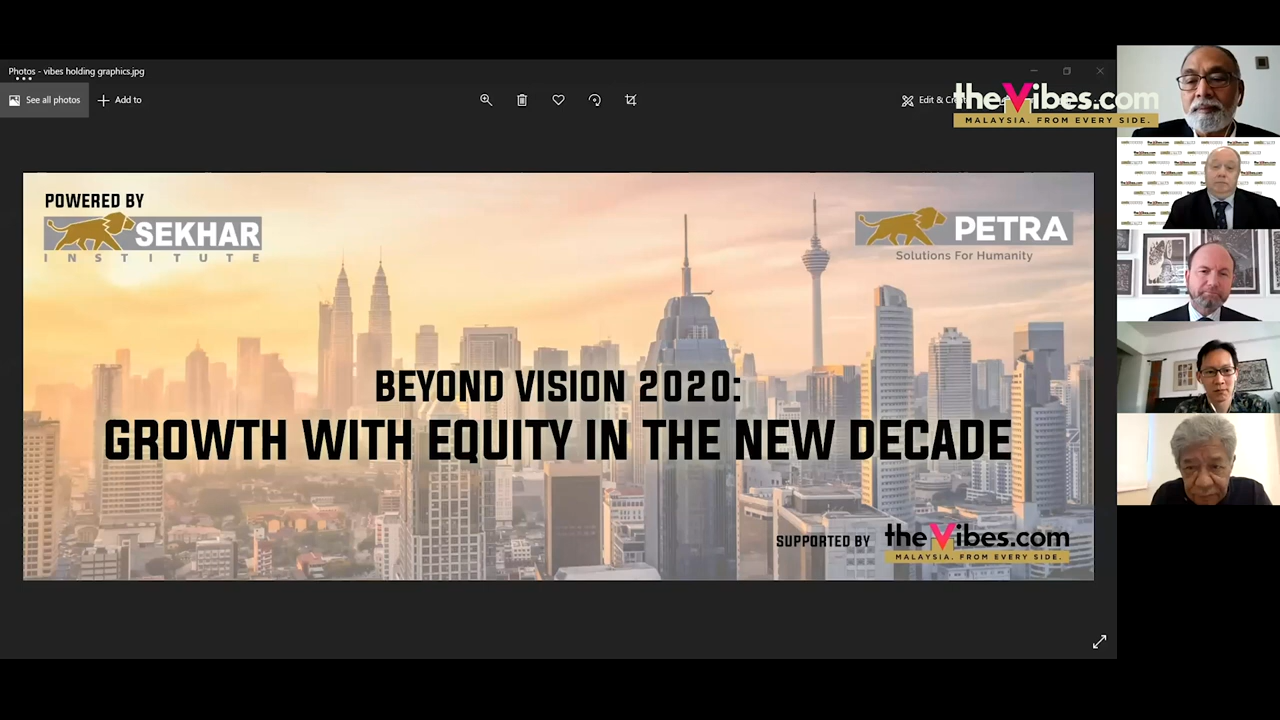 Photos - vibes holding graphics.jpg
See all photos
Add to
Edit &
theVibes.com
MALAYSIA. FROM EVERY SIDE.
POWERED BY
SEKHAR
INSTITUTE
PETRA
Solutions For Humanity
BEYOND VISION 2020:
GROWTH WITH EQUITY IN THE NEW DECADE
SUPPORTED BY
theVibes.com
MALAYSIA. FROM EVERY SIDE.